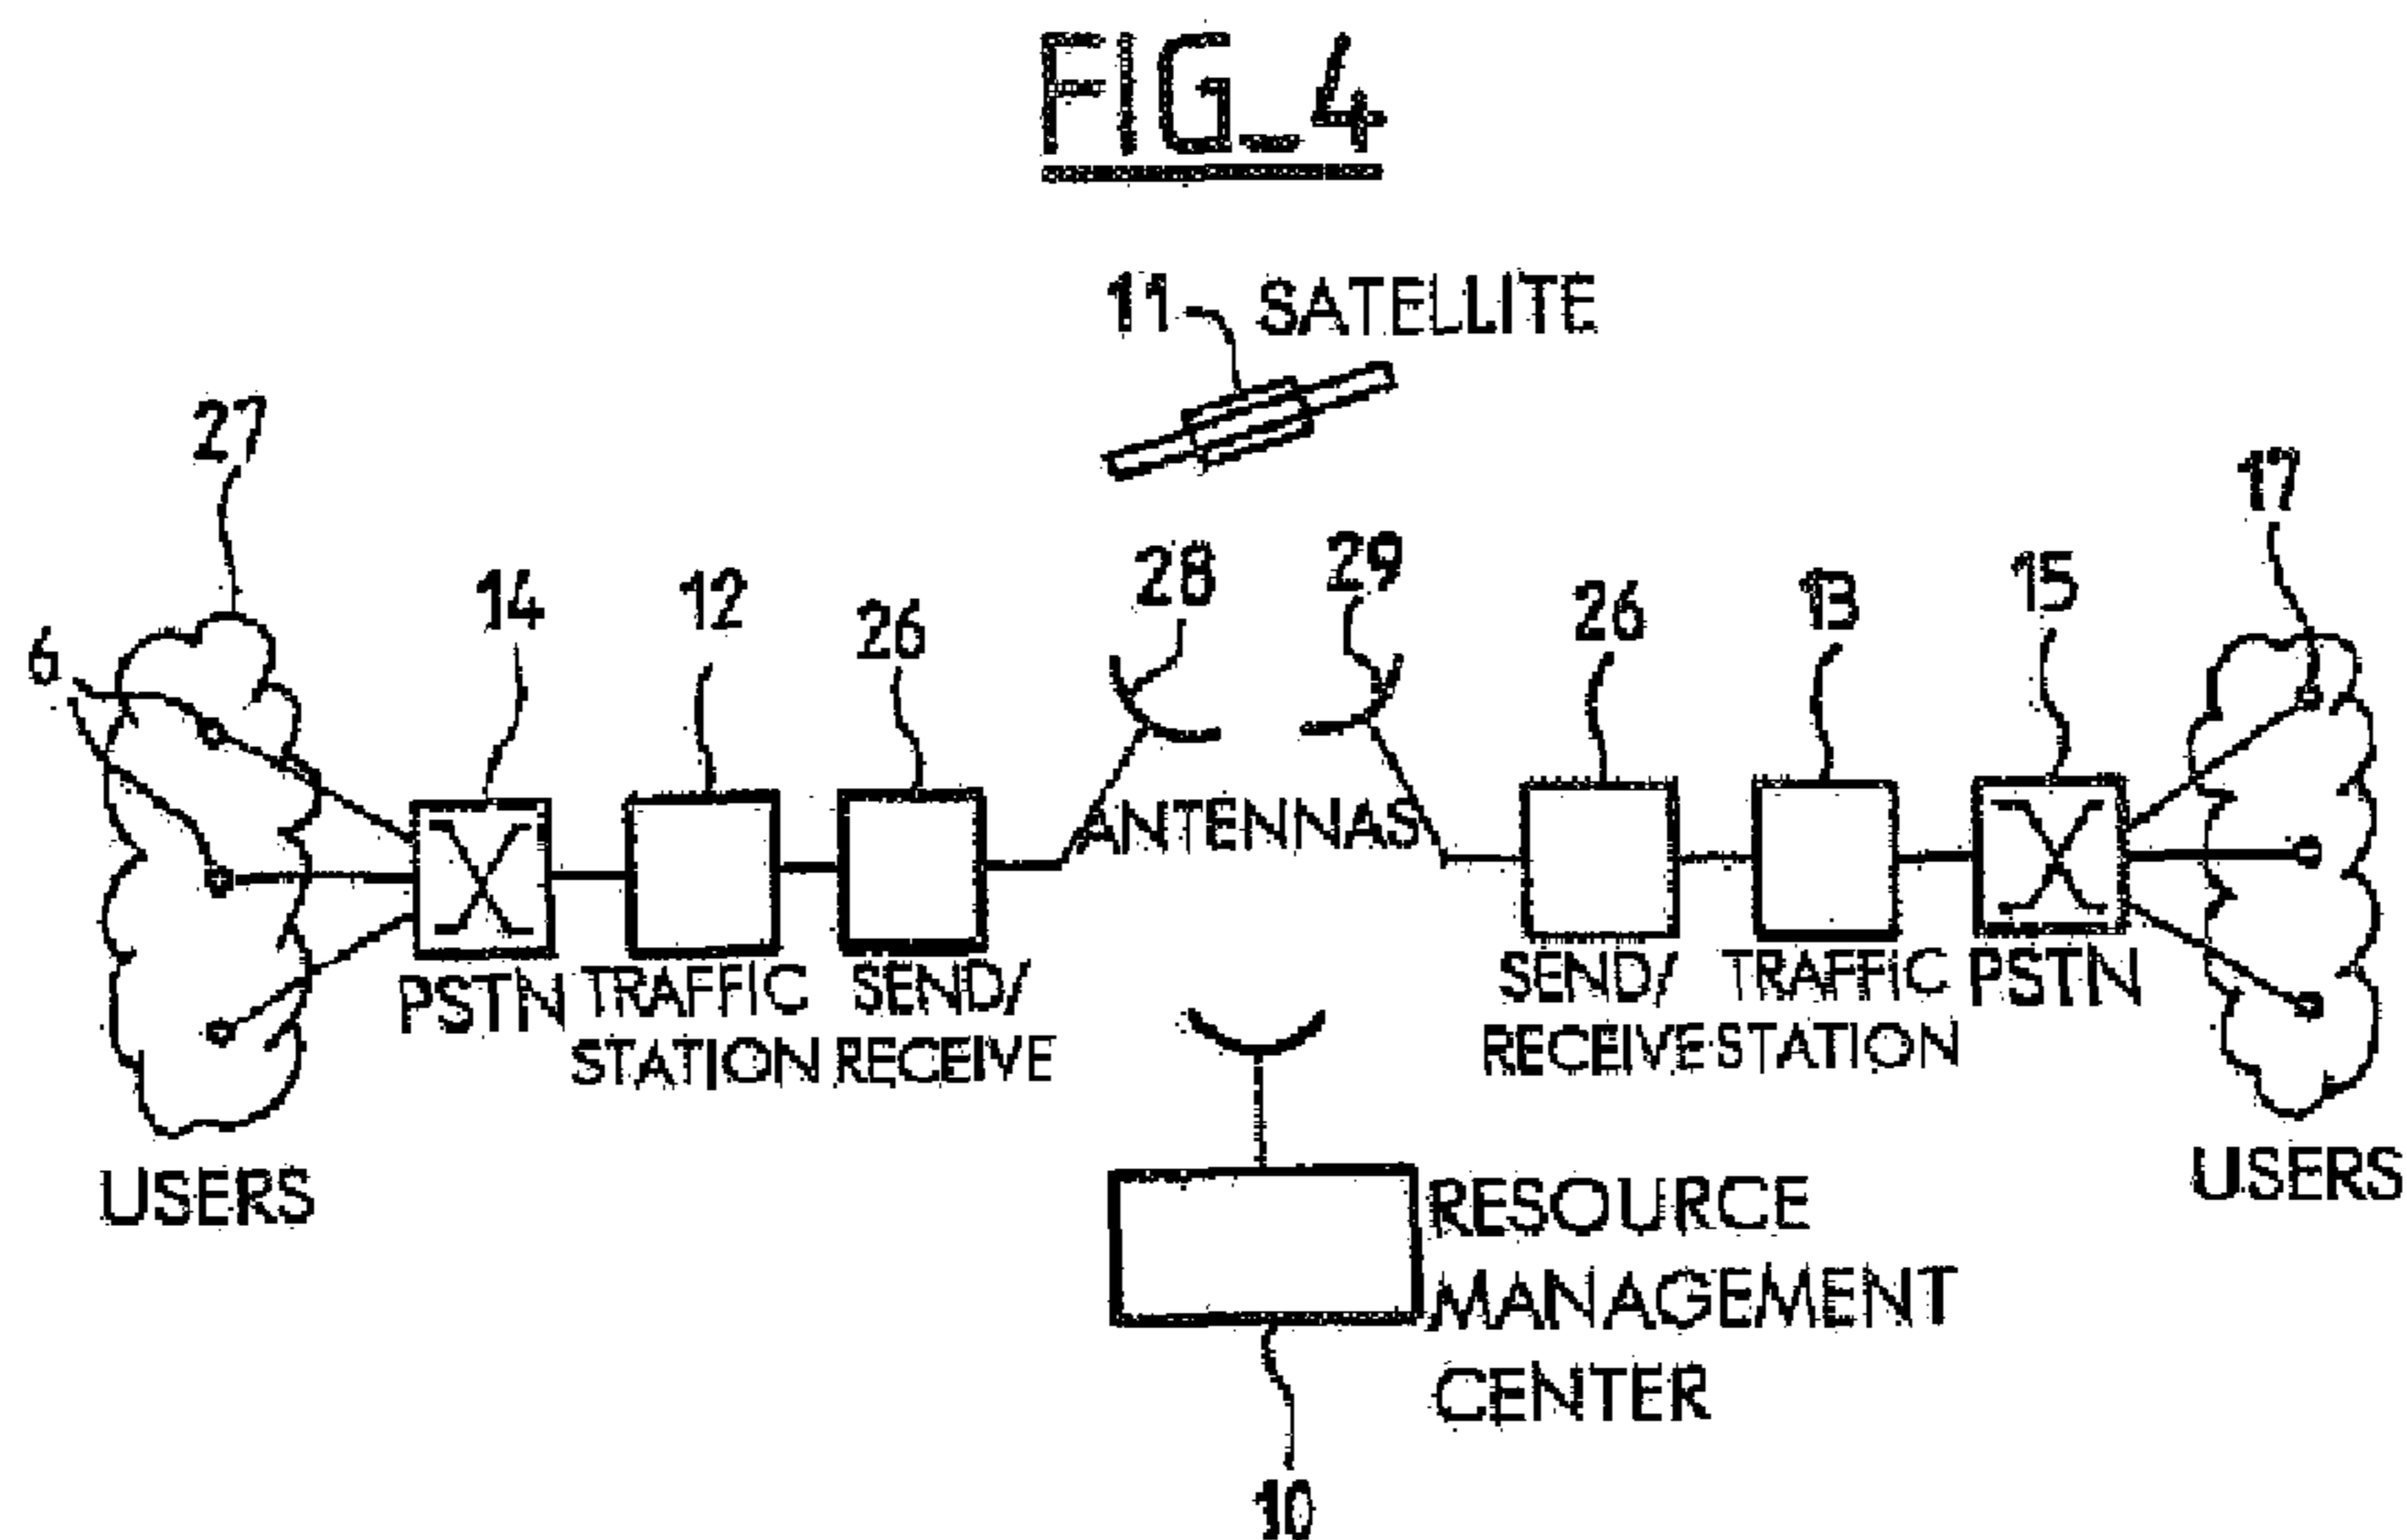 FIG_4
11 SATELLITE
27
17
28
29
14
12
26
26
13
15
6
ANTENNAS
PSTN
TRAFFIC
STATION
SEND/
RECEIVE
SEND/
RECEIVE
TRAFFIC
STATION
PSTN
USERS
USERS
RESOURCE
MANAGEMENT
CENTER
10